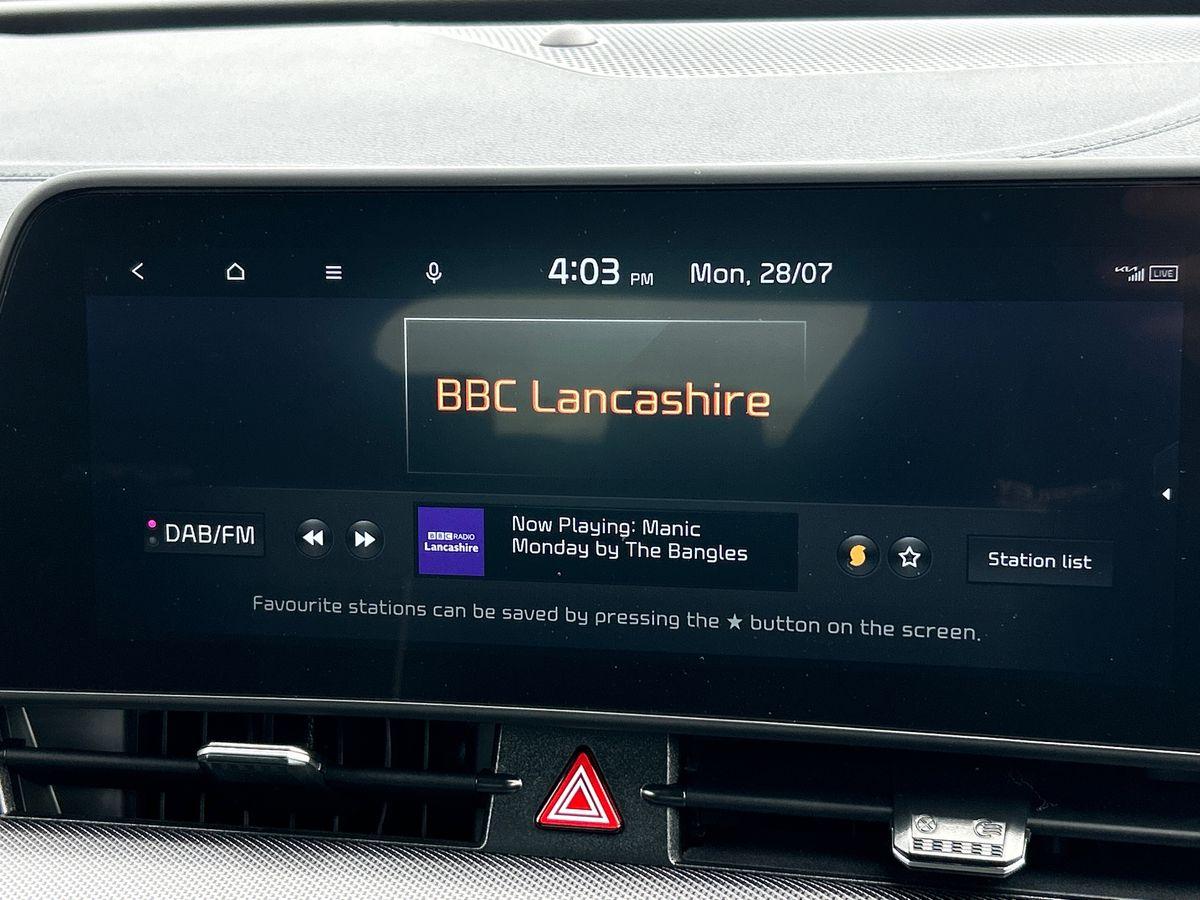 4:03 PM Mon, 28/07
KIA LIVE
BBC Lancashire
DAB/FM
BBC RADIO
Lancashire
Now Playing: Manic
Monday by The Bangles
Station list
Favourite stations can be saved by pressing the ★ button on the screen.